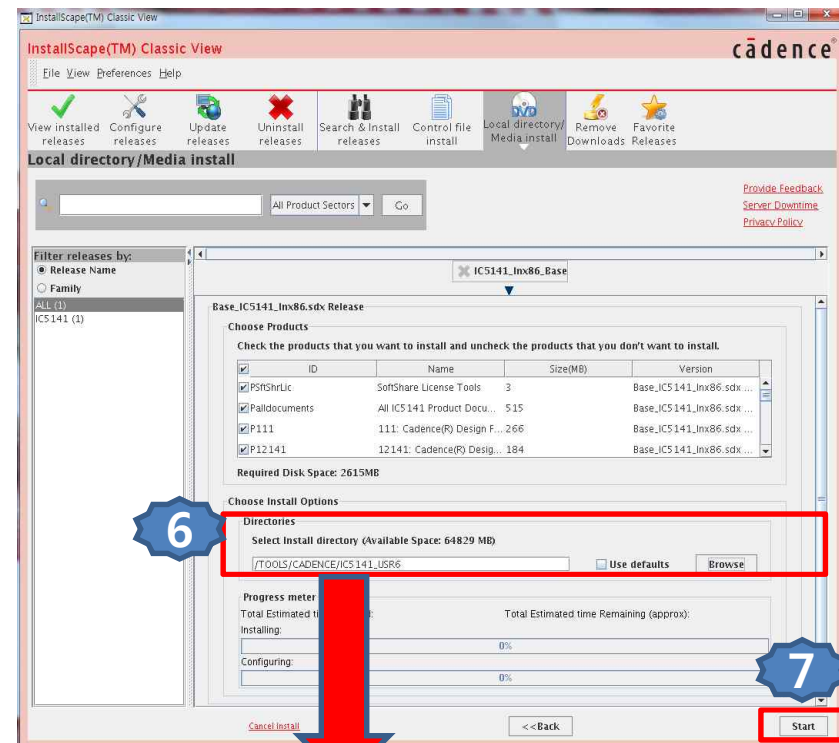 InstallScape(TM) Classic View
InstallScape(TM) Classic View
cādence®
File View Preferences Help
View installed releases
Configure releases
Update releases
Uninstall releases
Search & Install releases
Control file install
Local directory/ Media install
Remove Downloads
Favorite Releases
Local directory/Media install
All Product Sectors
Go
Provide Feedback
Server Downtime
Privacy Policy
Filter releases by:
Release Name
Family
ALL (1)
IC5141 (1)
IC5141_lnx86_Base
Base_IC5141_lnx86.sdx Release
Choose Products
Check the products that you want to install and uncheck the products that you don't want to install.
ID Name Size(MB) Version
PSftShrLic SoftShare License Tools 3 Base_IC5141_lnx86.sdx ...
Palldocuments All IC5141 Product Docu... 515 Base_IC5141_lnx86.sdx ...
P111 111: Cadence(R) Design F... 266 Base_IC5141_lnx86.sdx ...
P12141 12141: Cadence(R) Desig... 184 Base_IC5141_lnx86.sdx ...
Required Disk Space: 2615MB
Choose Install Options
6
Directories
Select Install directory (Available Space: 64829 MB)
/TOOLS/CADENCE/IC5141_USR6
Use defaults
Browse
Progress meter
Total Estimated
Total Estimated time Remaining (approx):
Installing:
0%
Configuring:
0%
7
Cancel Install
<<Back
Start